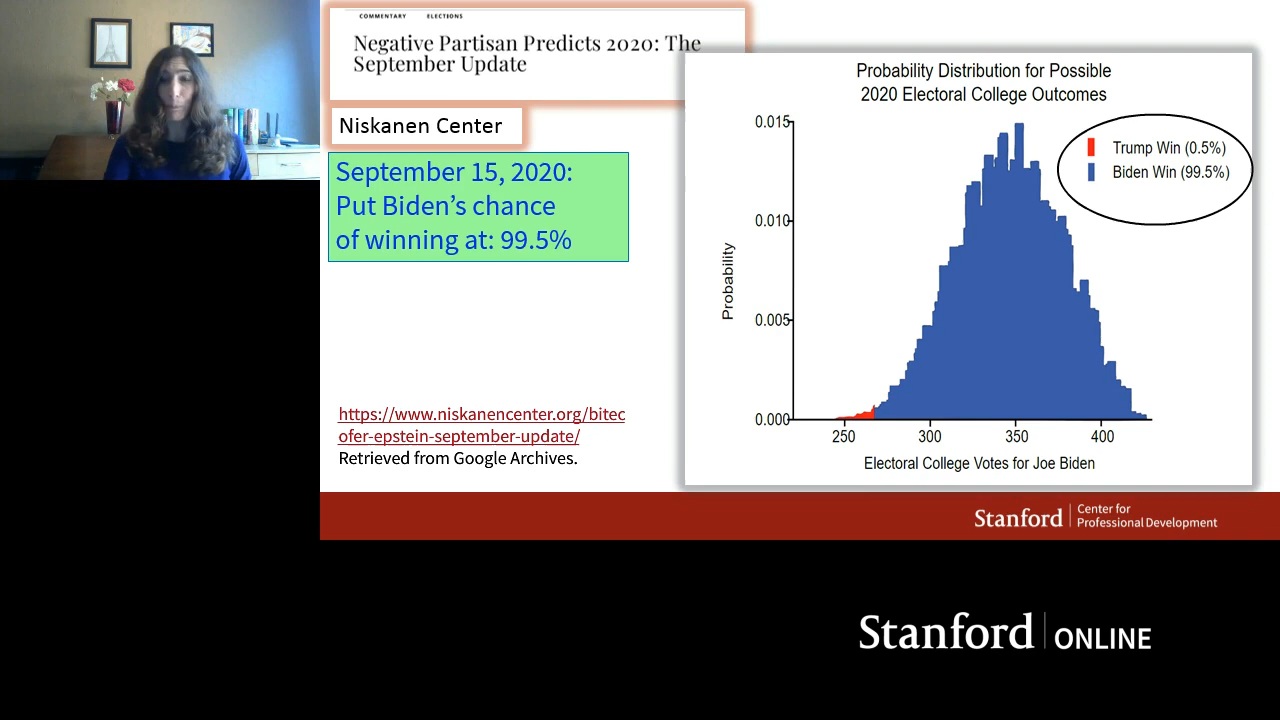 COMMENTARY ELECTIONS
Negative Partisan Predicts 2020: The
September Update
Niskanen Center
September 15, 2020:
Put Biden’s chance
of winning at: 99.5%
https://www.niskanencenter.org/bitec
ofer-epstein-september-update/
Retrieved from Google Archives.
Probability Distribution for Possible
2020 Electoral College Outcomes
Trump Win (0.5%)
Biden Win (99.5%)
Probability
0.015
0.010
0.005
0.000
250 300 350 400
Electoral College Votes for Joe Biden
Stanford Center for
Professional Development
Stanford ONLINE